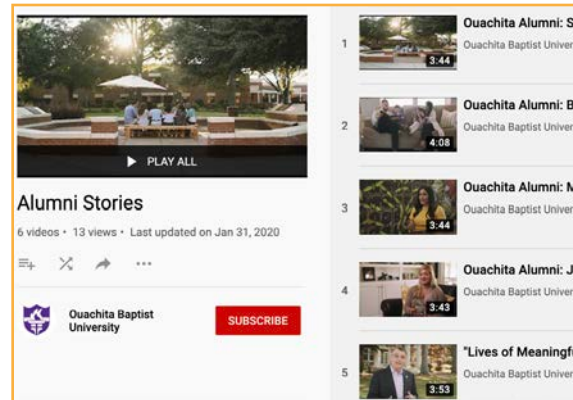 PLAY ALL
Alumni Stories
6 videos • 13 views • Last updated on Jan 31, 2020
Ouachita Baptist
University
SUBSCRIBE
1
3:44
Ouachita Alumni: S
Ouachita Baptist Univer
2
4:08
Ouachita Alumni: B
Ouachita Baptist Univer
3
3:44
Ouachita Alumni: M
Ouachita Baptist Univer
4
3:43
Ouachita Alumni: J
Ouachita Baptist Univer
5
3:53
"Lives of Meaningfu
Ouachita Baptist Univer